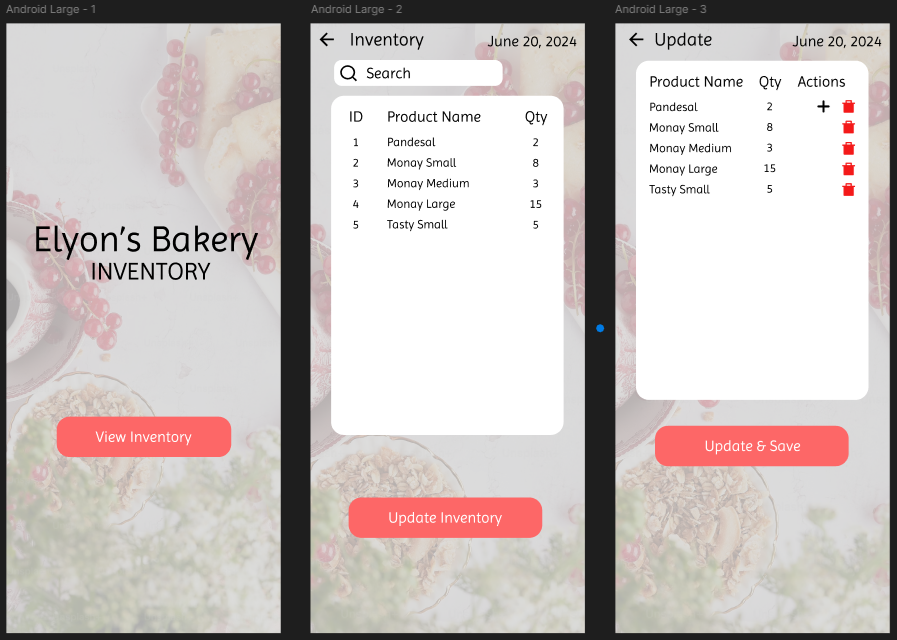 Android Large - 1
Elyon's Bakery
INVENTORY
View Inventory
Android Large - 2
Inventory June 20, 2024
Search
ID Product Name Qty
1 Pandesal 2
2 Monay Small 8
3 Monay Medium 3
4 Monay Large 15
5 Tasty Small 5
Update Inventory
Android Large - 3
Update June 20, 2024
Product Name Qty Actions
Pandesal 2
Monay Small 8
Monay Medium 3
Monay Large 15
Tasty Small 5
Update & Save